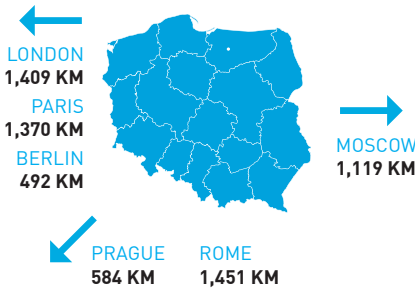 LONDON
1,409 KM
PARIS
1,370 KM
BERLIN
492 KM
MOSCOW
1,119 KM
PRAGUE
584 KM
ROME
1,451 KM